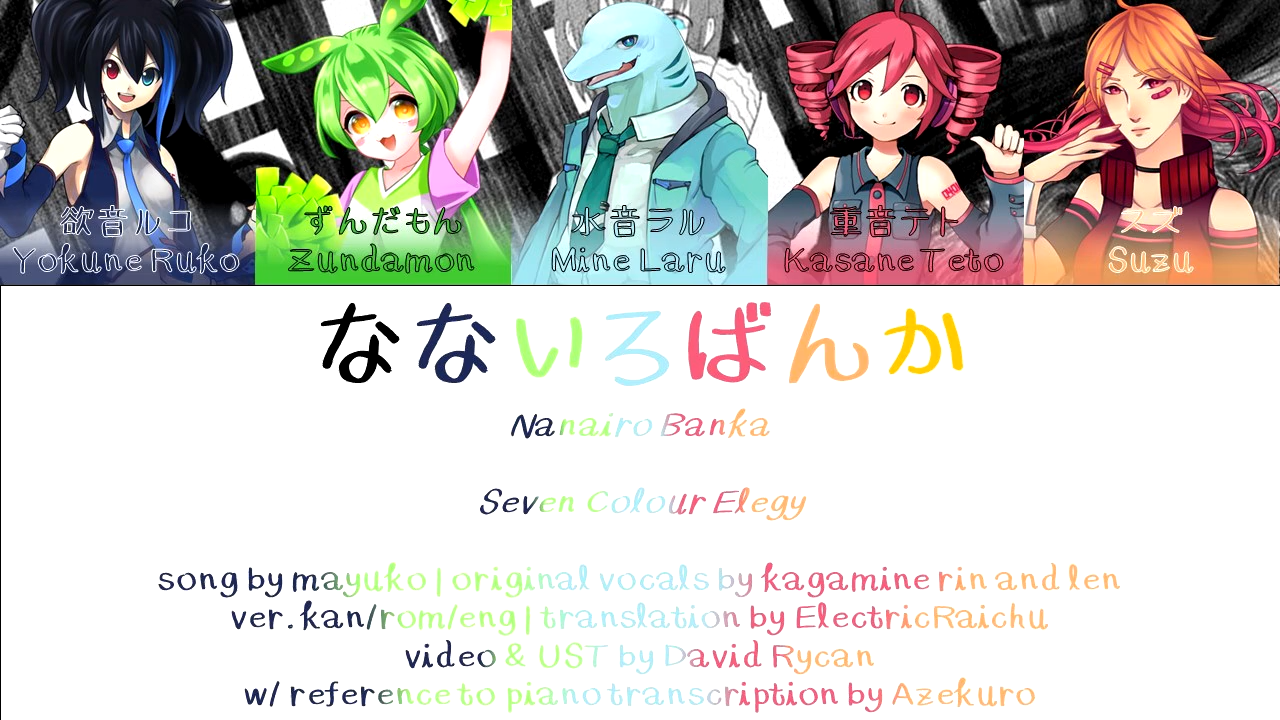 欲音ルコ
Yokune Ruko
ずんだもん
Zundamon
水音ラル
Mine Laru
重音テト
Kasane Teto
スズ
Suzu
なないろばんか
Nanairo Banka
Seven Colour Elegy
song by mayuko | original vocals by kagamine rin and len
ver. kan/rom/eng | translation by ElectricRaichu
video & UST by David Rycan
w/ reference to piano transcription by Azekuro